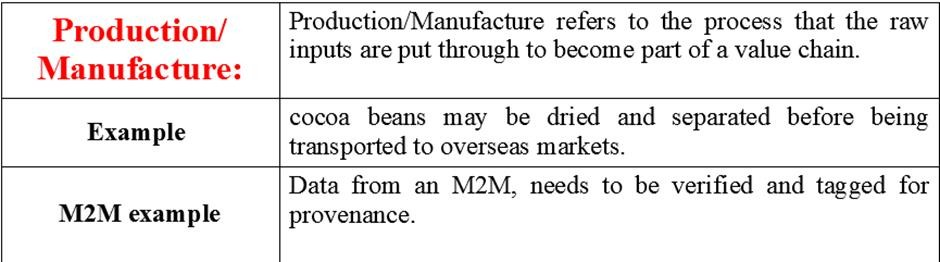 Production/
Manufacture:
Production/Manufacture refers to the process that the raw
inputs are put through to become part of a value chain.
Example
cocoa beans may be dried and separated before being
transported to overseas markets.
M2M example
Data from an M2M, needs to be verified and tagged for
provenance.